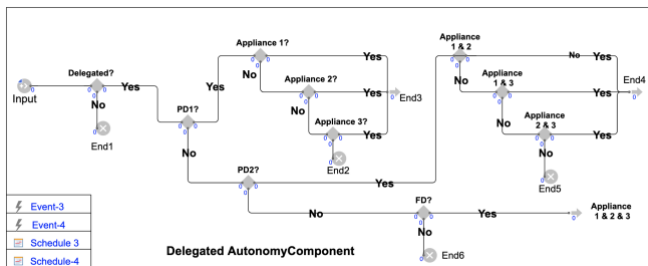 Appliance
1 & 2
Appliance 1?
Yes
No
Yes
Delegated?
Yes
Yes
No
Appliance
1 & 3
No
End4
Input
0
Appliance 2?
Yes
Yes
No
PD1?
End3
No
Appliance
2 & 3
No
Appliance 3?
Yes
Yes
End1
No
End2
No
PD2?
Yes
End5
No
FD?
Yes
Appliance
1 & 2 & 3
No
End6
Event-3
Event-4
Schedule 3
Schedule-4
Delegated AutonomyComponent